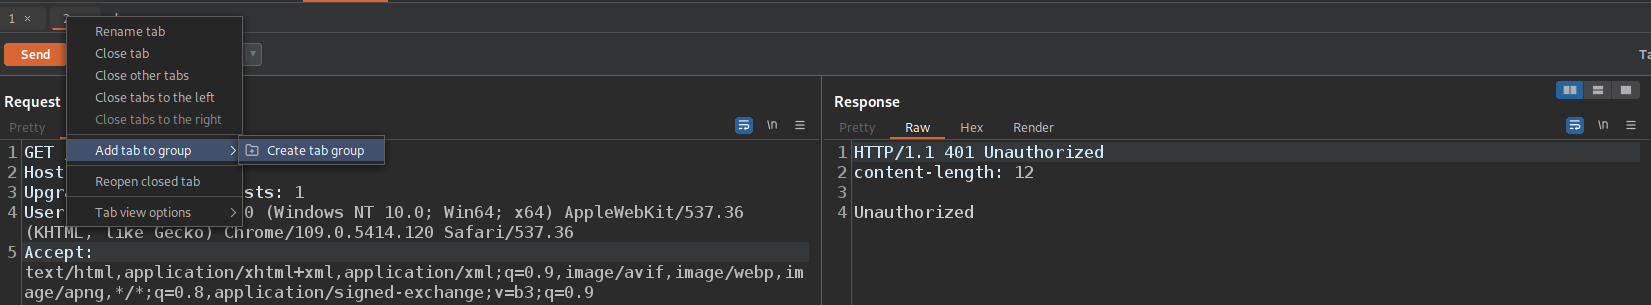 1 ×
2
Rename tab
Close tab
Close other tabs
Close tabs to the left
Close tabs to the right
Add tab to group
Create tab group
Reopen closed tab
Tab view options
Send
Ta
Request
Pretty
\n
1 GET
2 Host
3 Upgr sts: 1
4 User 0 (Windows NT 10.0; Win64; x64) AppleWebKit/537.36
(KHTML, like Gecko) Chrome/109.0.5414.120 Safari/537.36
5 Accept:
text/html,application/xhtml+xml,application/xml;q=0.9,image/avif,image/webp,im
age/apng,*/*;q=0.8,application/signed-exchange;v=b3;q=0.9
Response
Pretty Raw Hex Render
\n
1 HTTP/1.1 401 Unauthorized
2 content-length: 12
3
4 Unauthorized